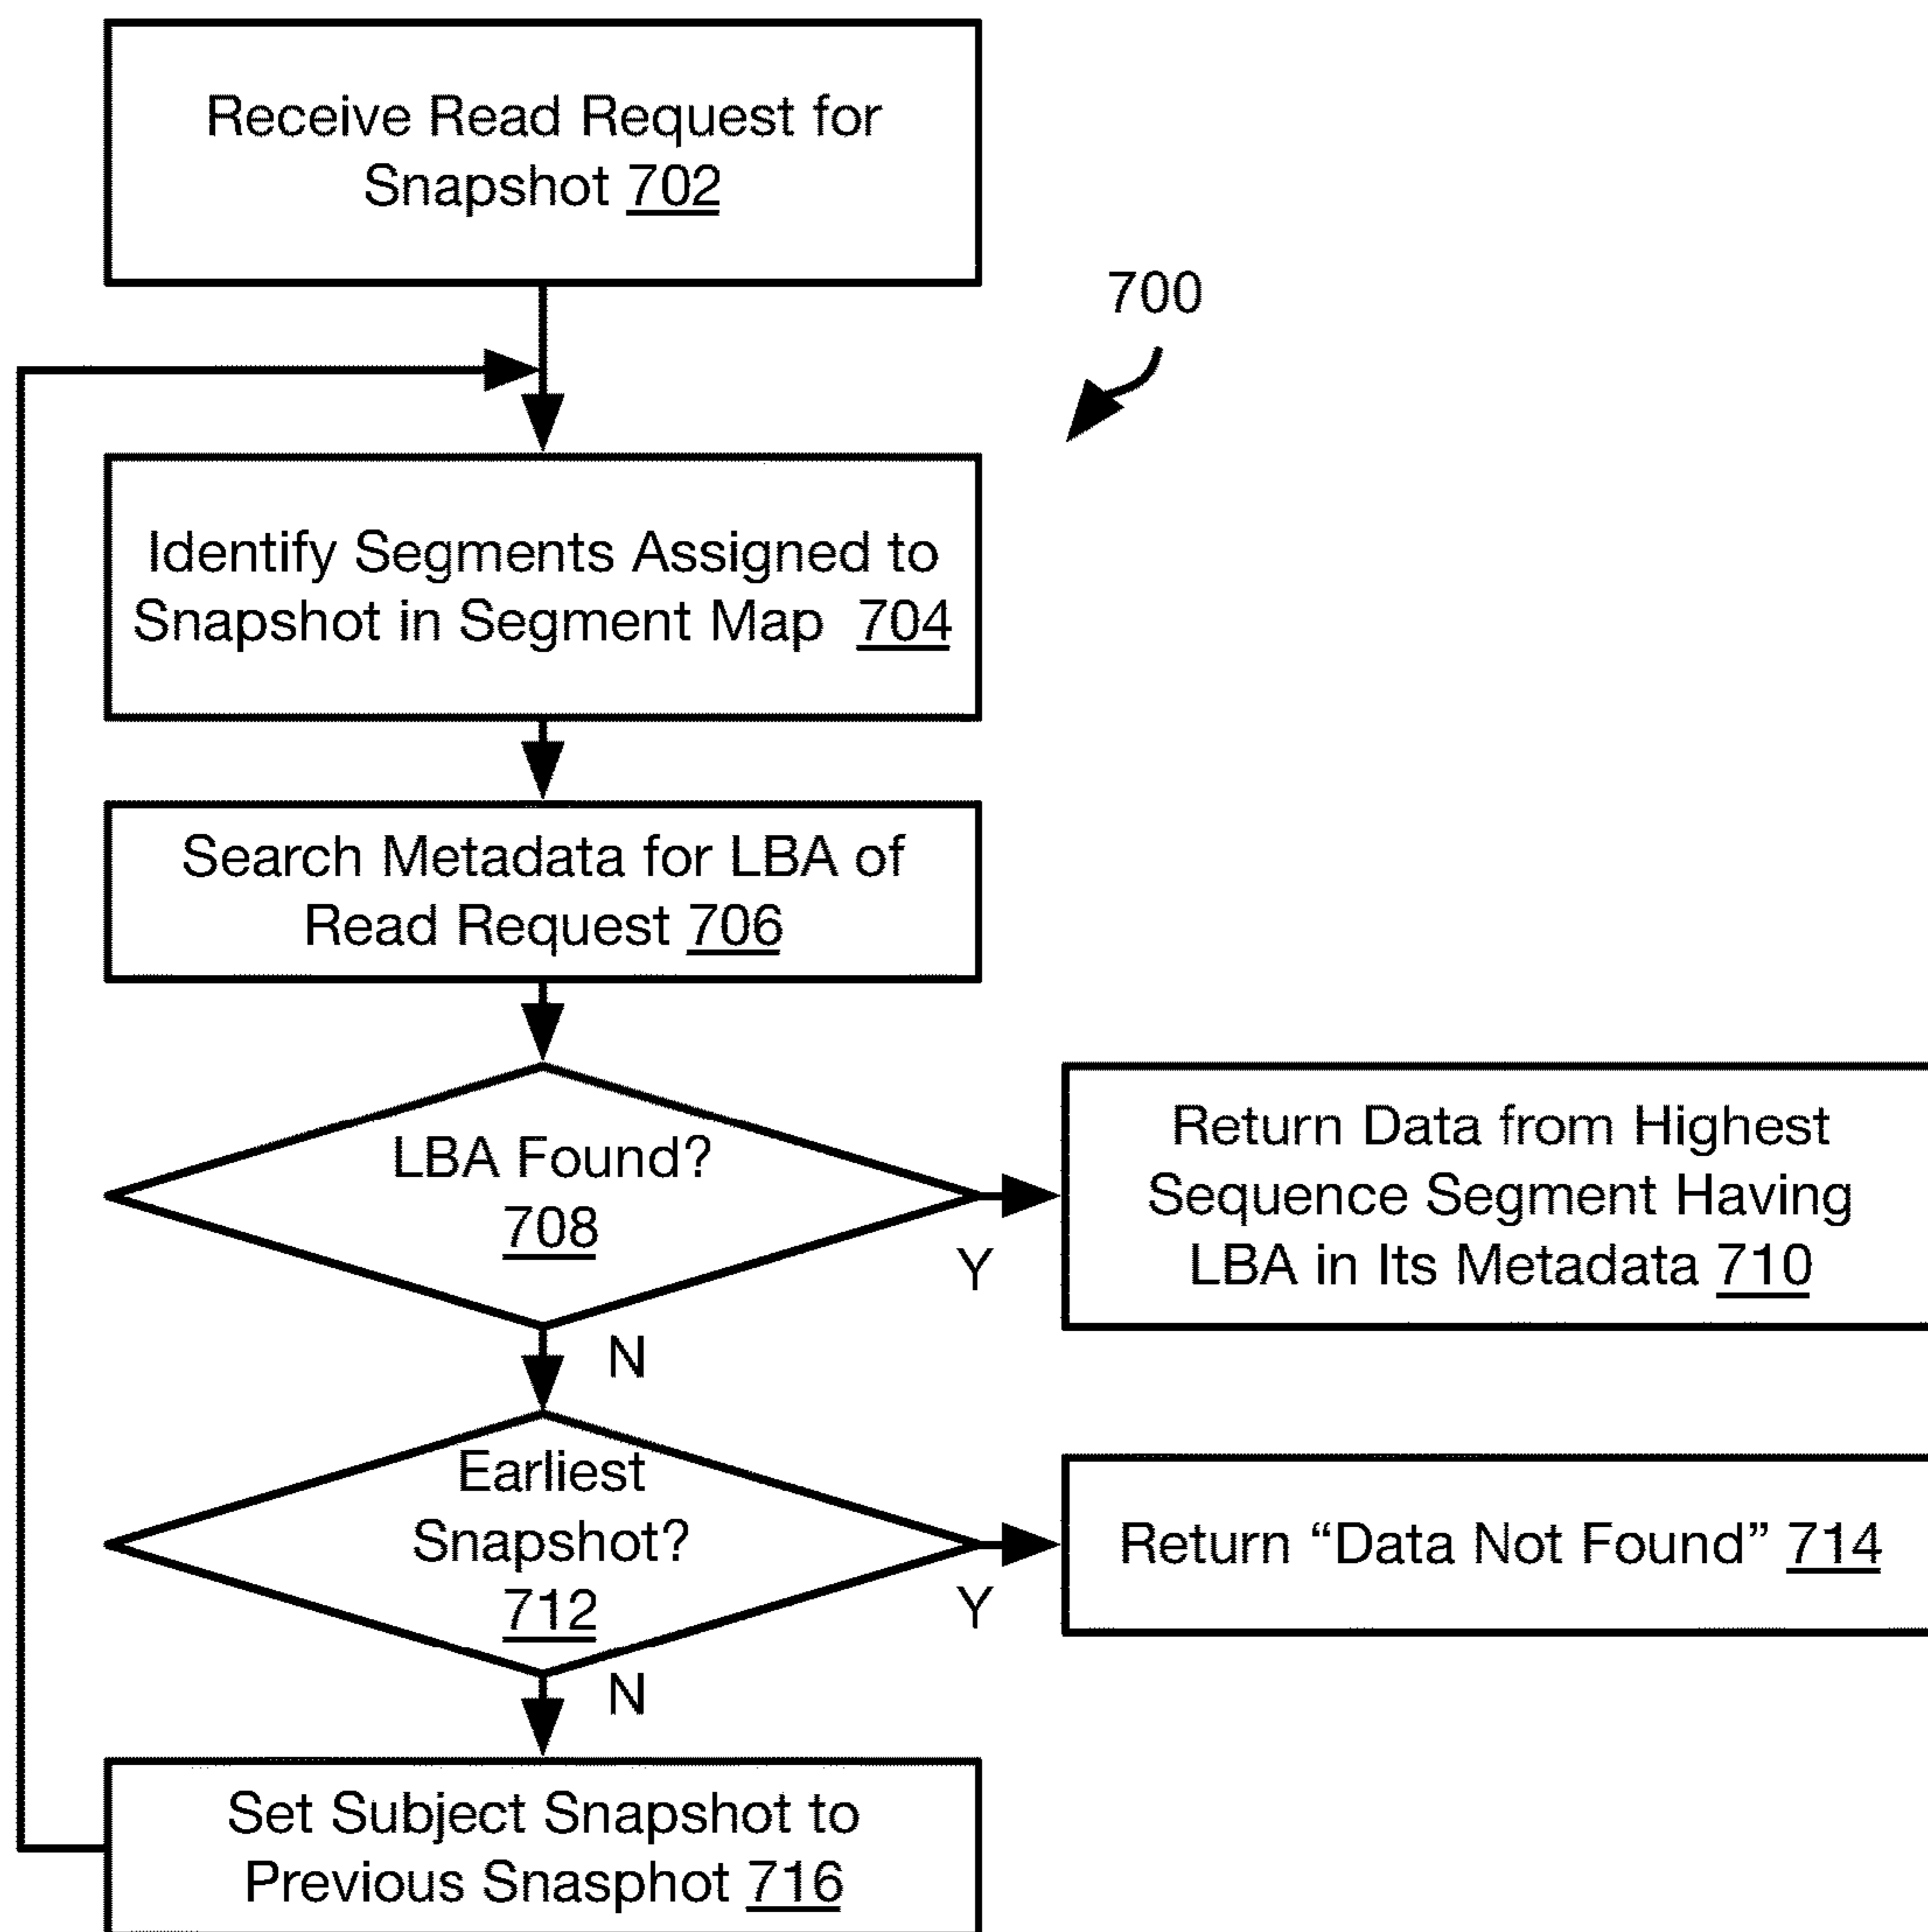 Receive Read Request for
Snapshot 702
700
Identify Segments Assigned to
Snapshot in Segment Map 704
Search Metadata for LBA of
Read Request 706
LBA Found?
708
Y
N
Return Data from Highest
Sequence Segment Having
LBA in Its Metadata 710
Earliest
Snapshot?
712
Y
N
Return “Data Not Found” 714
Set Subject Snapshot to
Previous Snasphot 716